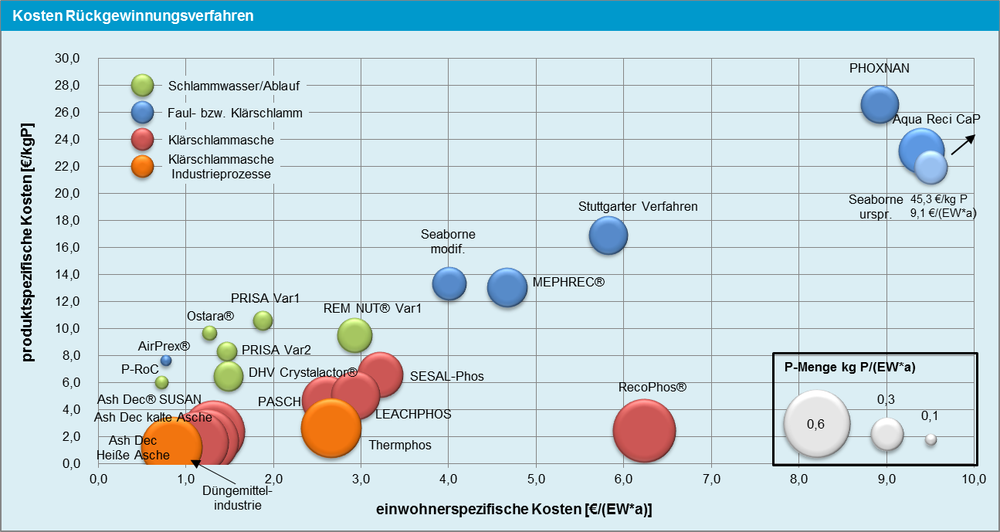 Kosten Rückgewinnungsverfahren
produktspezifische Kosten [€/kgP]
30,0
28,0
26,0
24,0
22,0
20,0
18,0
16,0
14,0
12,0
10,0
8,0
6,0
4,0
2,0
0,0
Schlammwasser/Ablauf
Faul- bzw. Klärschlamm
Klärschlammasche
Klärschlammasche
Industrieprozesse
PHOXNAN
Aqua Reci CaP
Seaborne
urspr.
45,3 €/kg P
9,1 €/(EW*a)
Stuttgarter Verfahren
Seaborne
modif.
MEPHREC®
PRISA Var1
REM NUT® Var1
Ostara®
AirPrex®
PRISA Var2
P-RoC
DHV Crystalactor®
SESAL-Phos
PASCH
Ash Dec® SUSAN
LEACHPHOS
Ash Dec kalte Asche
Ash Dec
Heiße Asche
Thermphos
RecoPhos®
Düngemittel-
industrie
P-Menge kg P/(EW*a)
0,6
0,3
0,1
0,0
1,0
2,0
3,0
4,0
5,0
6,0
7,0
8,0
9,0
10,0
einwohnerspezifische Kosten [€/(EW*a)]